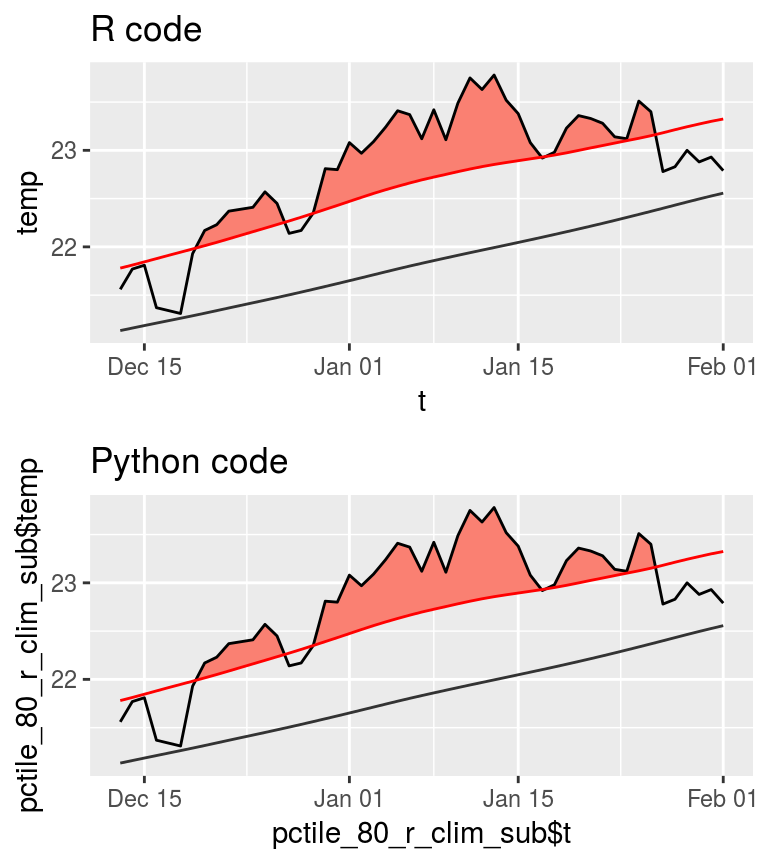 R code
temp
23
22
Dec 15 Jan 01 Jan 15 Feb 01
t
Python code
pctile_80_r_clim_sub$temp
23
22
Dec 15 Jan 01 Jan 15 Feb 01
pctile_80_r_clim_sub$t